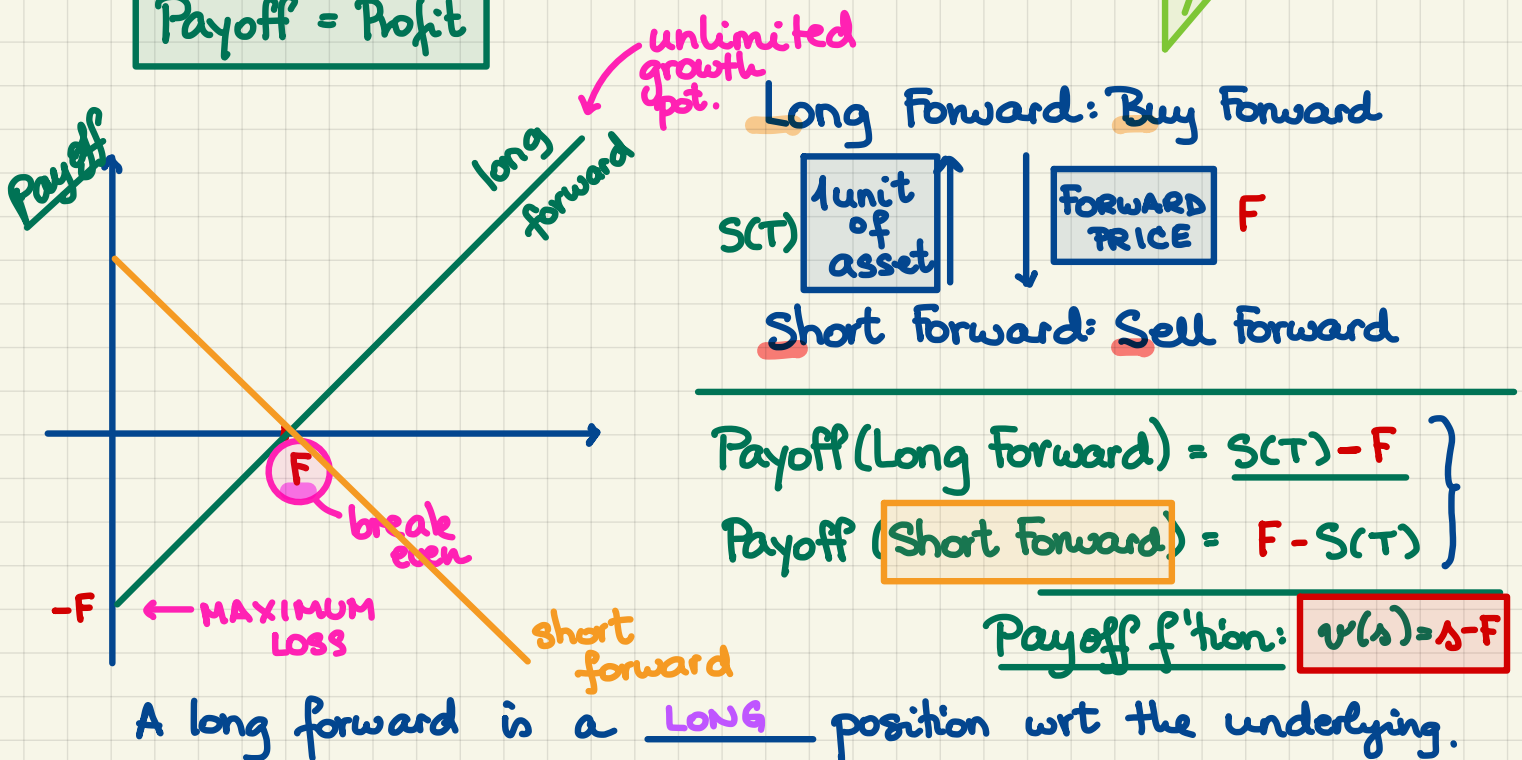 Payoff = Profit
unlimited
growth
pot.
Payoff
long
forward
F
break
even
-F
MAXIMUM
LOSS
short
forward
Long Forward: Buy Forward
S(T)
1 unit
of
asset
FORWARD
PRICE
F
Short Forward: Sell Forward
Payoff (Long Forward) = S(T) - F
Payoff (Short Forward) = F - S(T)
Payoff f'tion: v(s)=s-F
A long forward is a LONG position wrt the underlying.